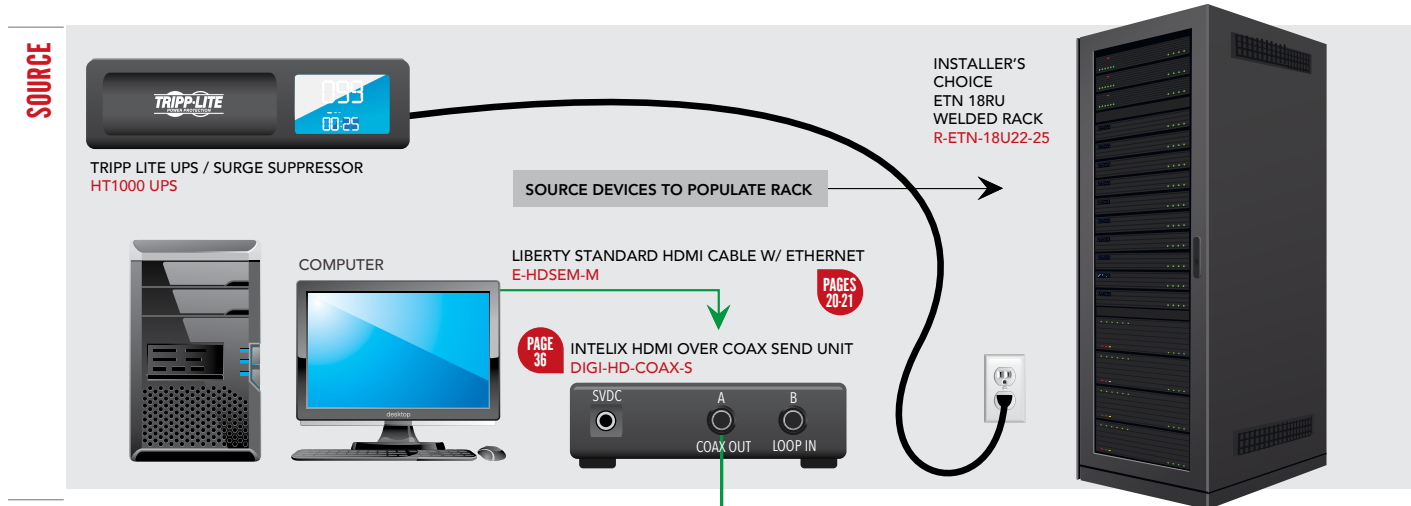 SOURCE
TRIPP·LITE
POWER PROTECTION
099
00:25
TRIPP LITE UPS / SURGE SUPPRESSOR
HT1000 UPS
INSTALLER'S
CHOICE
ETN 18RU
WELDED RACK
R-ETN-18U22-25
SOURCE DEVICES TO POPULATE RACK
COMPUTER
desktop
LIBERTY STANDARD HDMI CABLE W/ ETHERNET
E-HDSEM-M
PAGES
20-21
PAGE
36
INTELIX HDMI OVER COAX SEND UNIT
DIGI-HD-COAX-S
SVDC
A
B
COAX OUT
LOOP IN